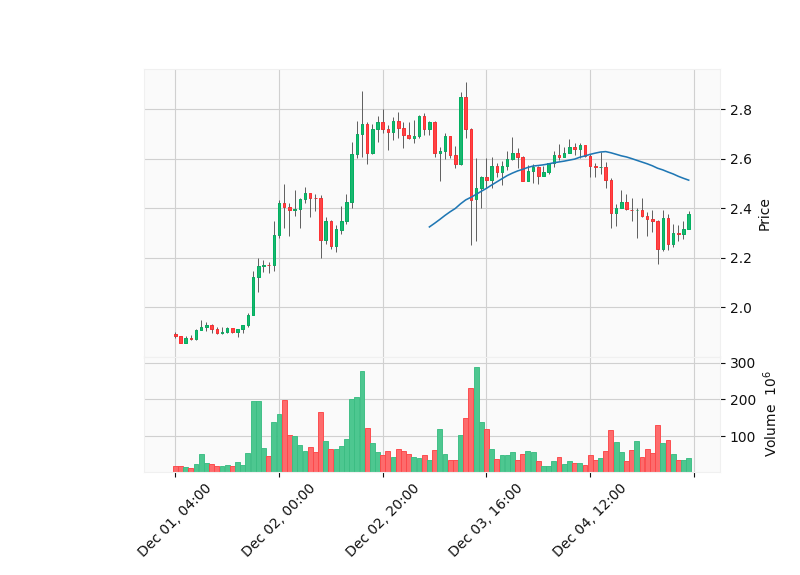 2.8
2.6
2.4
2.2
2.0
Price
300
200
100
Volume 10^6
Dec 01, 04:00
Dec 02, 00:00
Dec 02, 20:00
Dec 03, 16:00
Dec 04, 12:00